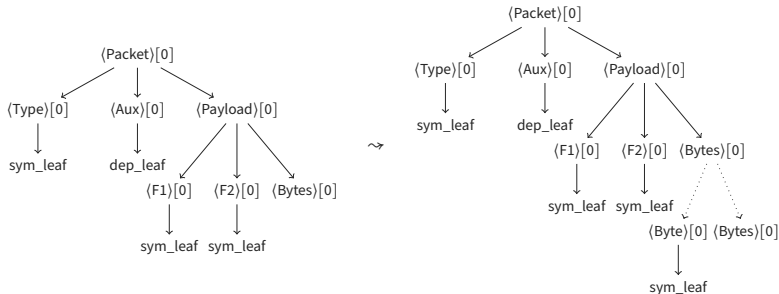 ⟨Packet⟩[0]
⟨Type⟩[0] ⟨Aux⟩[0] ⟨Payload⟩[0]
sym_leaf dep_leaf
⟨F1⟩[0] ⟨F2⟩[0] ⟨Bytes⟩[0]
sym_leaf sym_leaf
⤳
⟨Packet⟩[0]
⟨Type⟩[0] ⟨Aux⟩[0] ⟨Payload⟩[0]
sym_leaf dep_leaf
⟨F1⟩[0] ⟨F2⟩[0] ⟨Bytes⟩[0]
sym_leaf sym_leaf
⟨Byte⟩[0] ⟨Bytes⟩[0]
sym_leaf